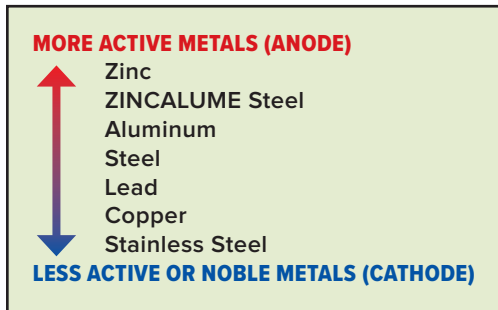 MORE ACTIVE METALS (ANODE)
Zinc
ZINCALUME Steel
Aluminum
Steel
Lead
Copper
Stainless Steel
LESS ACTIVE OR NOBLE METALS (CATHODE)